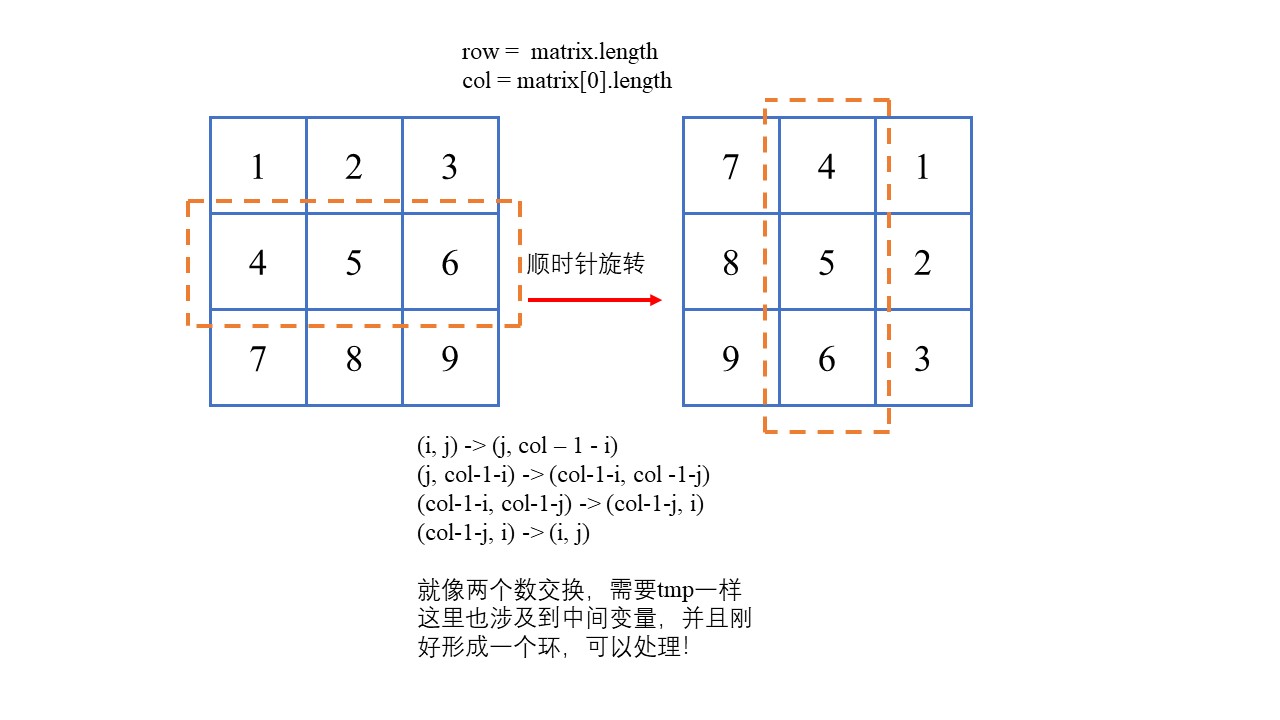 row =  matrix.length
col = matrix[0].length
1 2 3
4 5 6
7 8 9
顺时针旋转
7 4 1
8 5 2
9 6 3
(i, j) -> (j, col – 1 - i)
(j, col-1-i) -> (col-1-i, col -1-j)
(col-1-i, col-1-j) -> (col-1-j, i)
(col-1-j, i) -> (i, j)
就像两个数交换，需要tmp一样
这里也涉及到中间变量，并且刚
好形成一个环，可以处理！